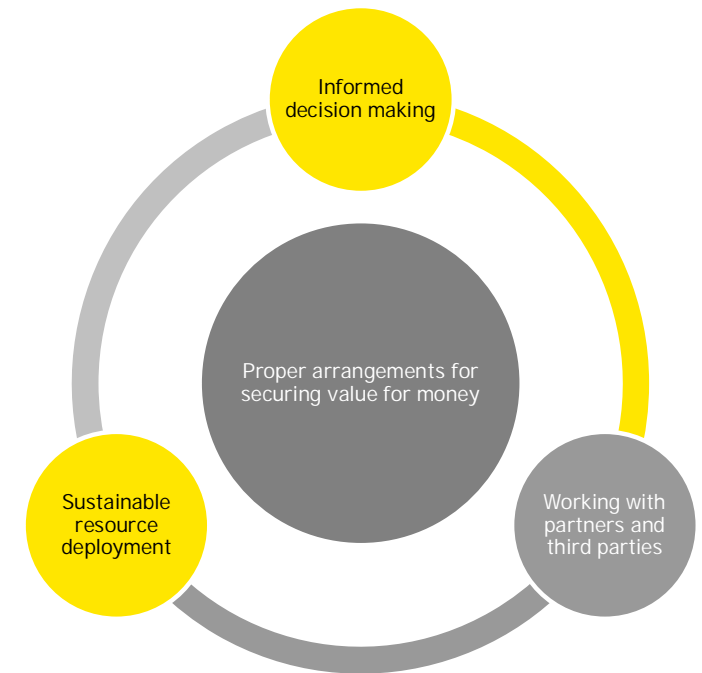 Informed
decision making
Proper arrangements for
securing value for money
Sustainable
resource
deployment
Working with
partners and
third parties